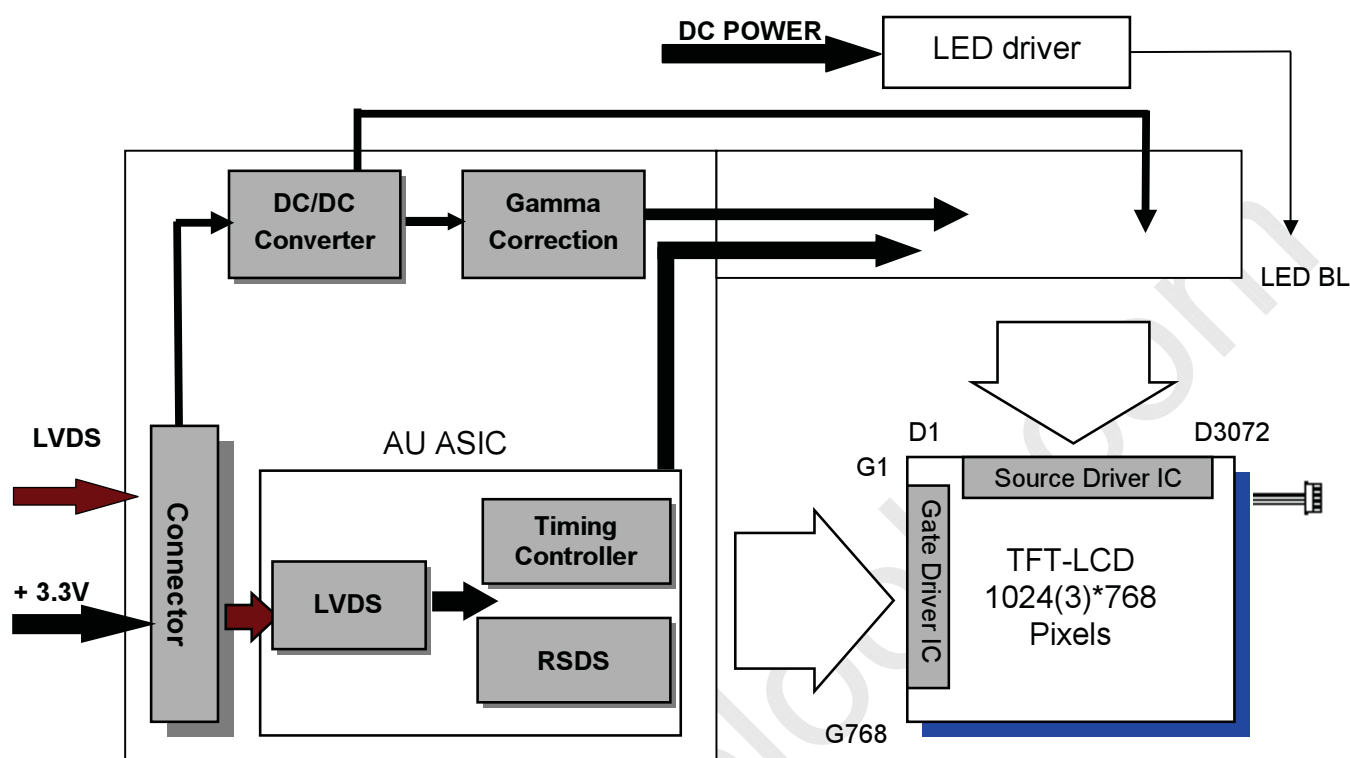 DC POWER
LED driver
DC/DC
Converter
Gamma
Correction
LED BL
LVDS
+ 3.3V
Connector
AU ASIC
LVDS
Timing
Controller
RSDS
D1
D3072
G1
G768
Source Driver IC
Gate Driver IC
TFT-LCD
1024(3)*768
Pixels